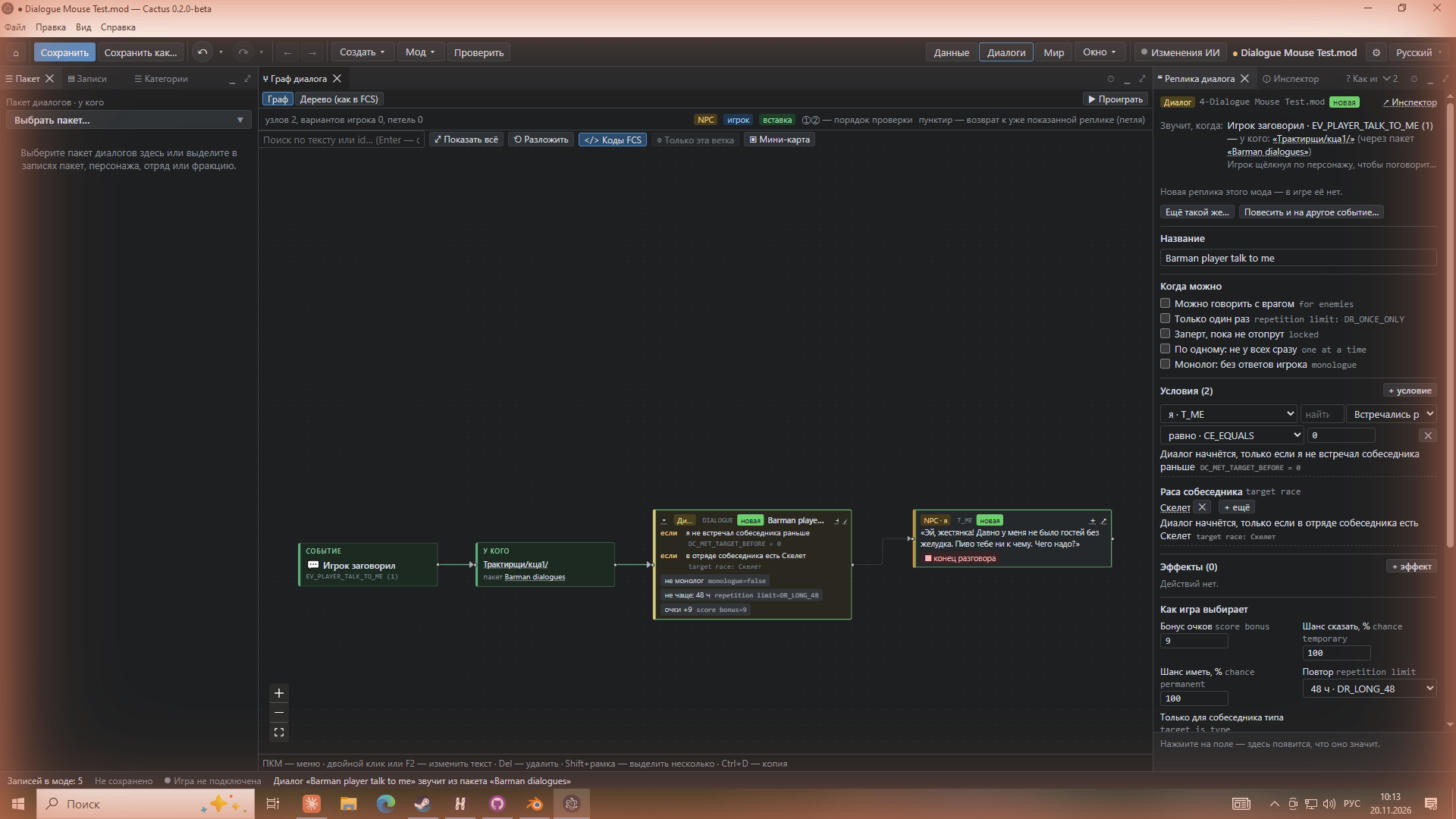 ● Dialogue Mouse Test.mod — Cactus 0.2.0-beta
Файл Правка Вид Справка
Сохранить Сохранить как... Создать Мод Проверить Данные Диалоги Мир Окно Изменения ИИ ● Dialogue Mouse Test.mod Русский
Пакет Записи Категории
Граф диалога
Реплика диалога Инспектор ? Как и 2
Пакет диалогов · у кого
Выбрать пакет...
Выберите пакет диалогов здесь или выделите в
записях пакет, персонажа, отряд или фракцию.
Граф Дерево (как в FCS) Проиграть
узлов 2, вариантов игрока 0, петель 0 NPC игрок вставка ①② — порядок проверки пунктир — возврат к уже показанной реплике (петля)
Поиск по тексту или id... (Enter — с Показать всё Разложить </> Коды FCS Только эта ветка Мини-карта
СОБЫТИЕ
Игрок заговорил
EV_PLAYER_TALK_TO_ME (1)
У КОГО
Трактирщи/кца1/
пакет Barman dialogues
Ди... DIALOGUE новая Barman playe...
если я не встречал собеседника раньше
DC_MET_TARGET_BEFORE = 0
если в отряде собеседника есть Скелет
target race: Скелет
не монолог monologue=false
не чаще: 48 ч repetition limit=DR_LONG_48
очки +9 score bonus=9
NPC · я T_ME новая
«Эй, жестянка! Давно у меня не было гостей без
желудка. Пиво тебе ни к чему. Чего надо?»
конец разговора
+
—
ПКМ — меню · двойной клик или F2 — изменить текст · Del — удалить · Shift+рамка — выделить несколько · Ctrl+D — копия
Диалог 4-Dialogue Mouse Test.mod новая Инспектор
Звучит, когда: Игрок заговорил · EV_PLAYER_TALK_TO_ME (1)
— у кого: «Трактирщи/кца1/» (через пакет
«Barman dialogues»)
Игрок щёлкнул по персонажу, чтобы поговорит...
Новая реплика этого мода — в игре её нет.
Ещё такой же... Повесить и на другое событие...
Название
Barman player talk to me
Когда можно
Можно говорить с врагом for enemies
Только один раз repetition limit: DR_ONCE_ONLY
Заперт, пока не отопрут locked
По одному: не у всех сразу one at a time
Монолог: без ответов игрока monologue
Условия (2) + условие
я · T_ME найти Встречались р
равно · CE_EQUALS 0
Диалог начнётся, только если я не встречал собеседника
раньше DC_MET_TARGET_BEFORE = 0
Раса собеседника target race
Скелет + ещё
Диалог начнётся, только если в отряде собеседника есть
Скелет target race: Скелет
Эффекты (0) + эффект
Действий нет.
Как игра выбирает
Бонус очков score bonus
9
Шанс сказать, % chance
temporary
100
Шанс иметь, % chance
permanent
100
Повтор repetition limit
48 ч · DR_LONG_48
Только для собеседника типа
target is type
Нажмите на поле — здесь появится, что оно значит.
Записей в моде: 5 Не сохранено Игра не подключена Диалог «Barman player talk to me» звучит из пакета «Barman dialogues»
Поиск
РУС
10:13
20.11.2026